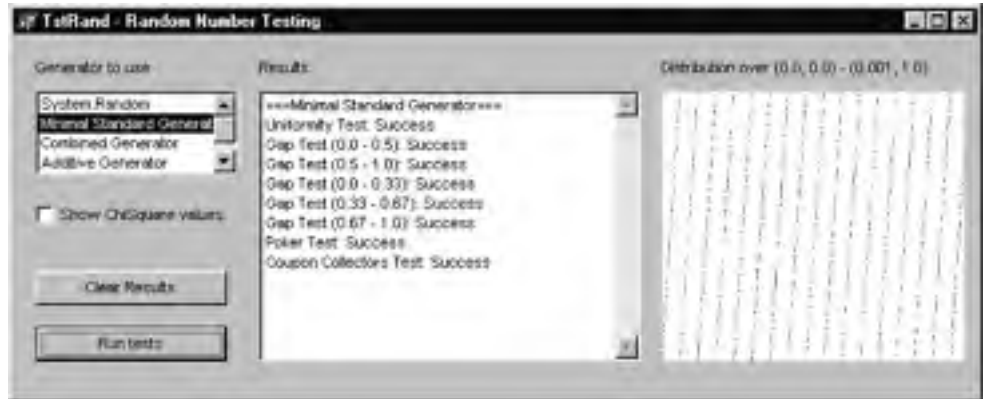 TstRand - Random Number Testing
Generator to use
System.Random
Minimal Standard Generat
Combined Generator
Additive Generator
Show ChiSquare values
Clear Results
Run tests
Results:
===Minimal Standard Generator===
Uniformity Test: Success
Gap Test (0.0 - 0.5): Success
Gap Test (0.5 - 1.0): Success
Gap Test (0.0 - 0.33): Success
Gap Test (0.33 - 0.67): Success
Gap Test (0.67 - 1.0): Success
Poker Test: Success
Coupon Collectors Test: Success
Distribution over (0.0, 0.0) - (0.001, 1.0)